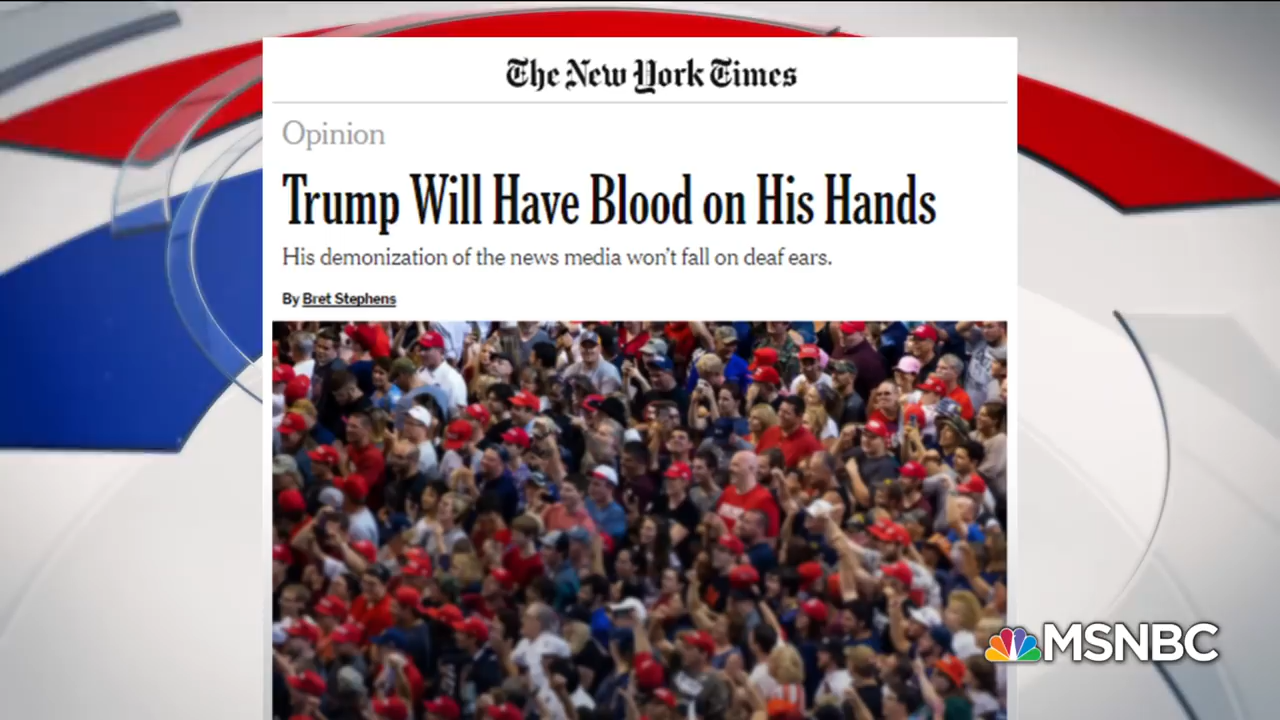 The New York Times
Opinion
Trump Will Have Blood on His Hands
His demonization of the news media won't fall on deaf ears.
By Bret Stephens
MSNBC